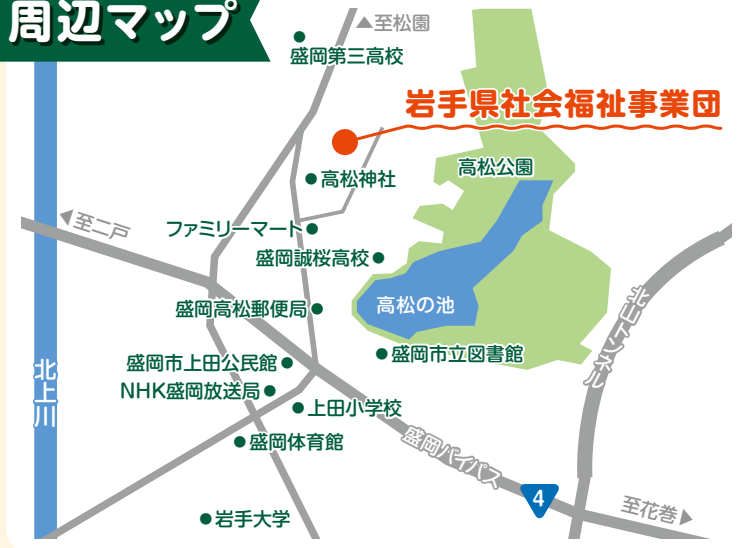 周辺マップ
▲至松園
盛岡第三高校
岩手県社会福祉事業団
高松公園
高松神社
◀至二戸
ファミリーマート
盛岡誠桜高校
高松の池
盛岡高松郵便局
北山トンネル
盛岡市立図書館
盛岡市上田公民館
北上川
NHK盛岡放送局
上田小学校
盛岡体育館
盛岡バイパス
4
至花巻▶
岩手大学